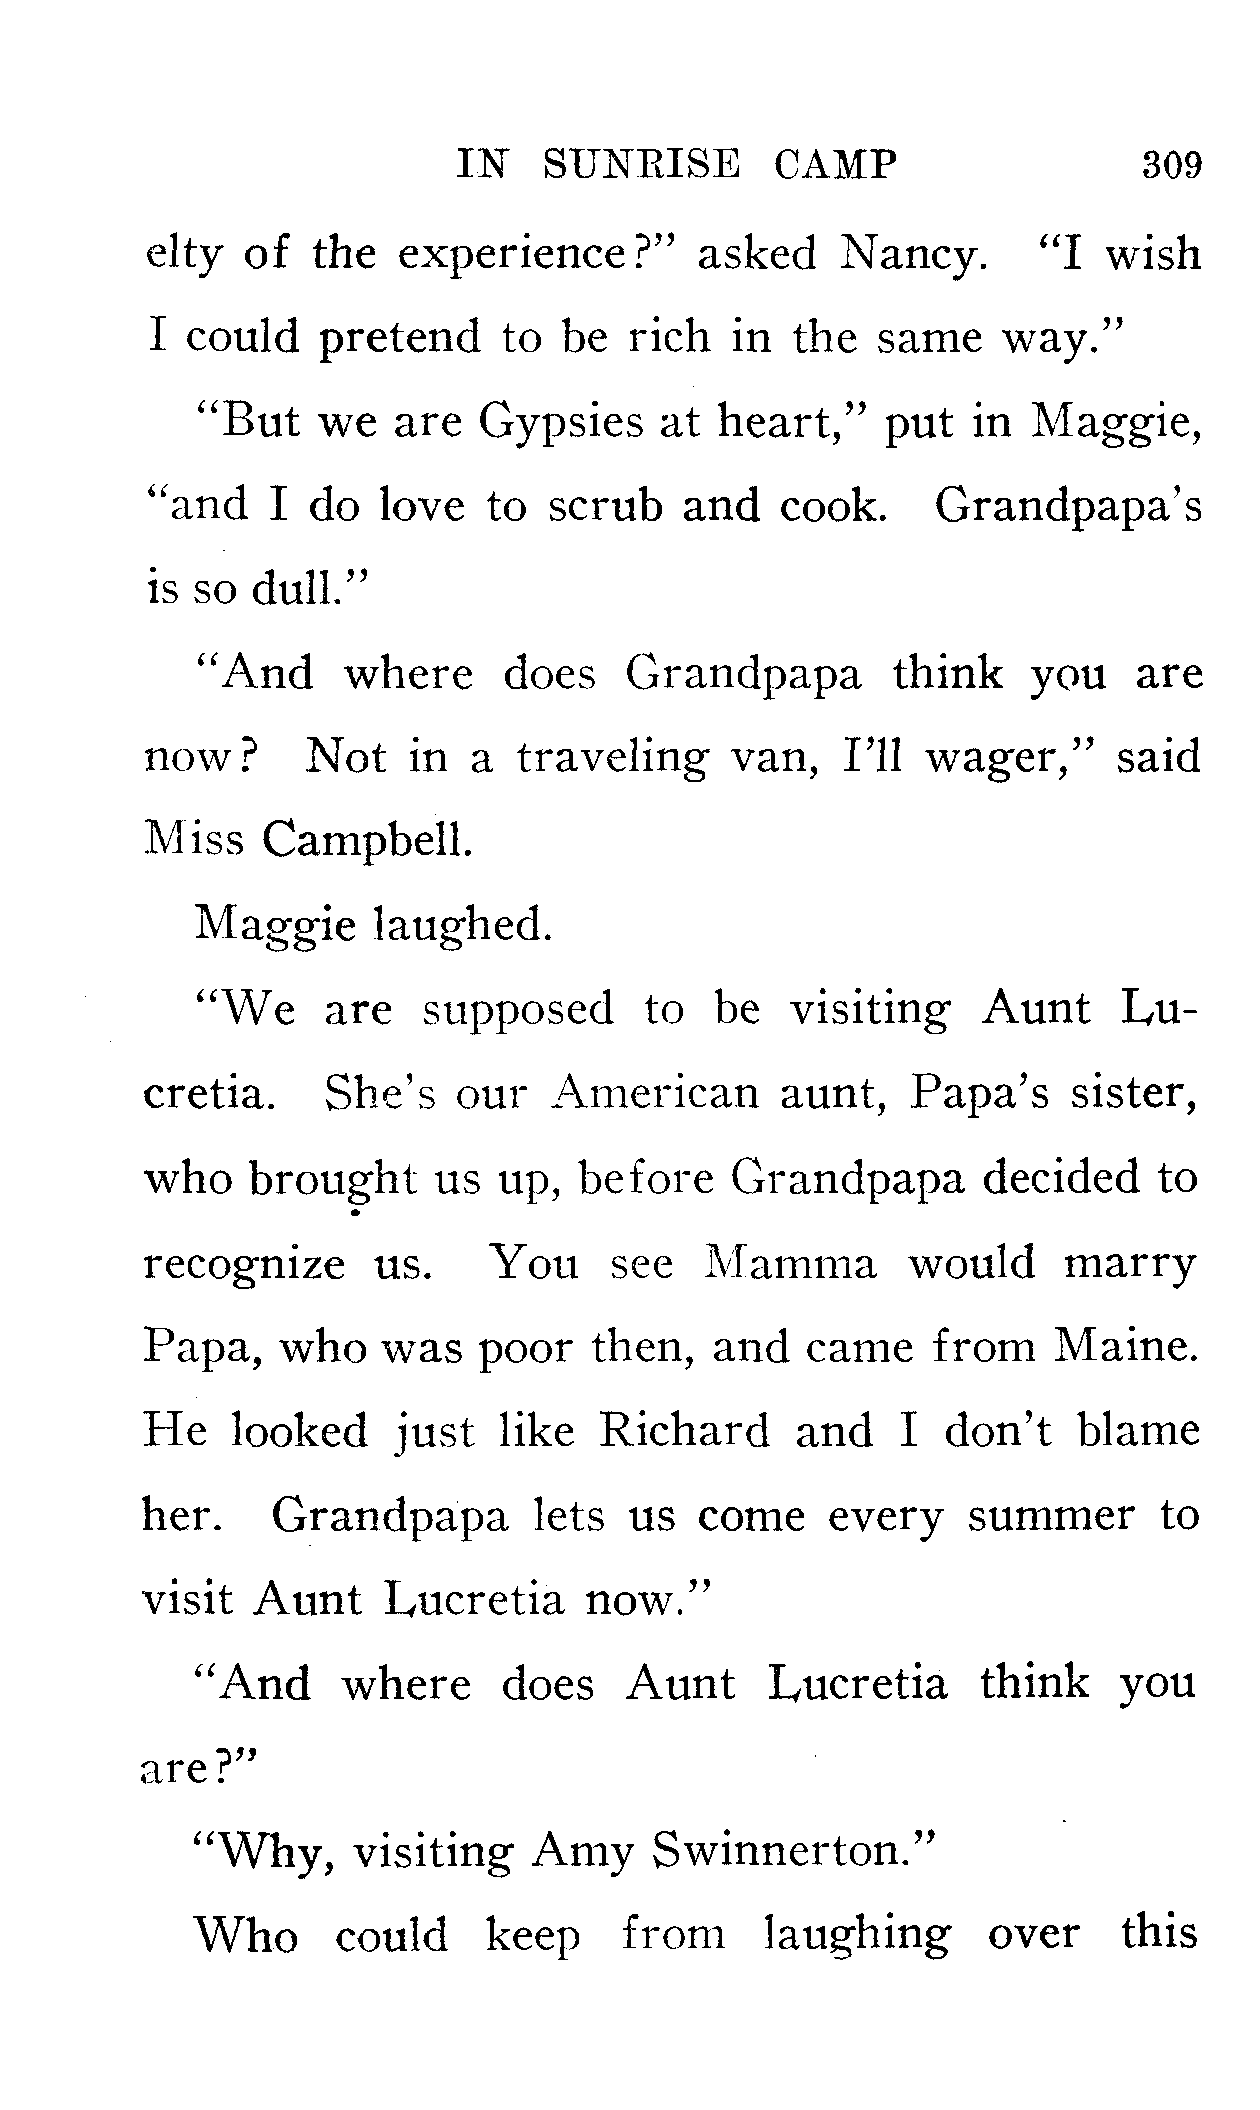 IN SUNRISE CAMP 309
elty of the experience?" asked Nancy. "I wish
I could pretend to be rich in the same way."
"But we are Gypsies at heart," put in Maggie,
"and I do love to scrub and cook. Grandpapa's
is so dull."
"And where does Grandpapa think you are
now? Not in a traveling van, I'll wager," said
Miss Campbell.
Maggie laughed.
"We are supposed to be visiting Aunt Lu-
cretia. She's our American aunt, Papa's sister,
who brought us up, before Grandpapa decided to
recognize us. You see Mamma would marry
Papa, who was poor then, and came from Maine.
He looked just like Richard and I don't blame
her. Grandpapa lets us come every summer to
visit Aunt Lucretia now."
"And where does Aunt Lucretia think you
are?"
"Why, visiting Amy Swinnerton."
Who could keep from laughing over this